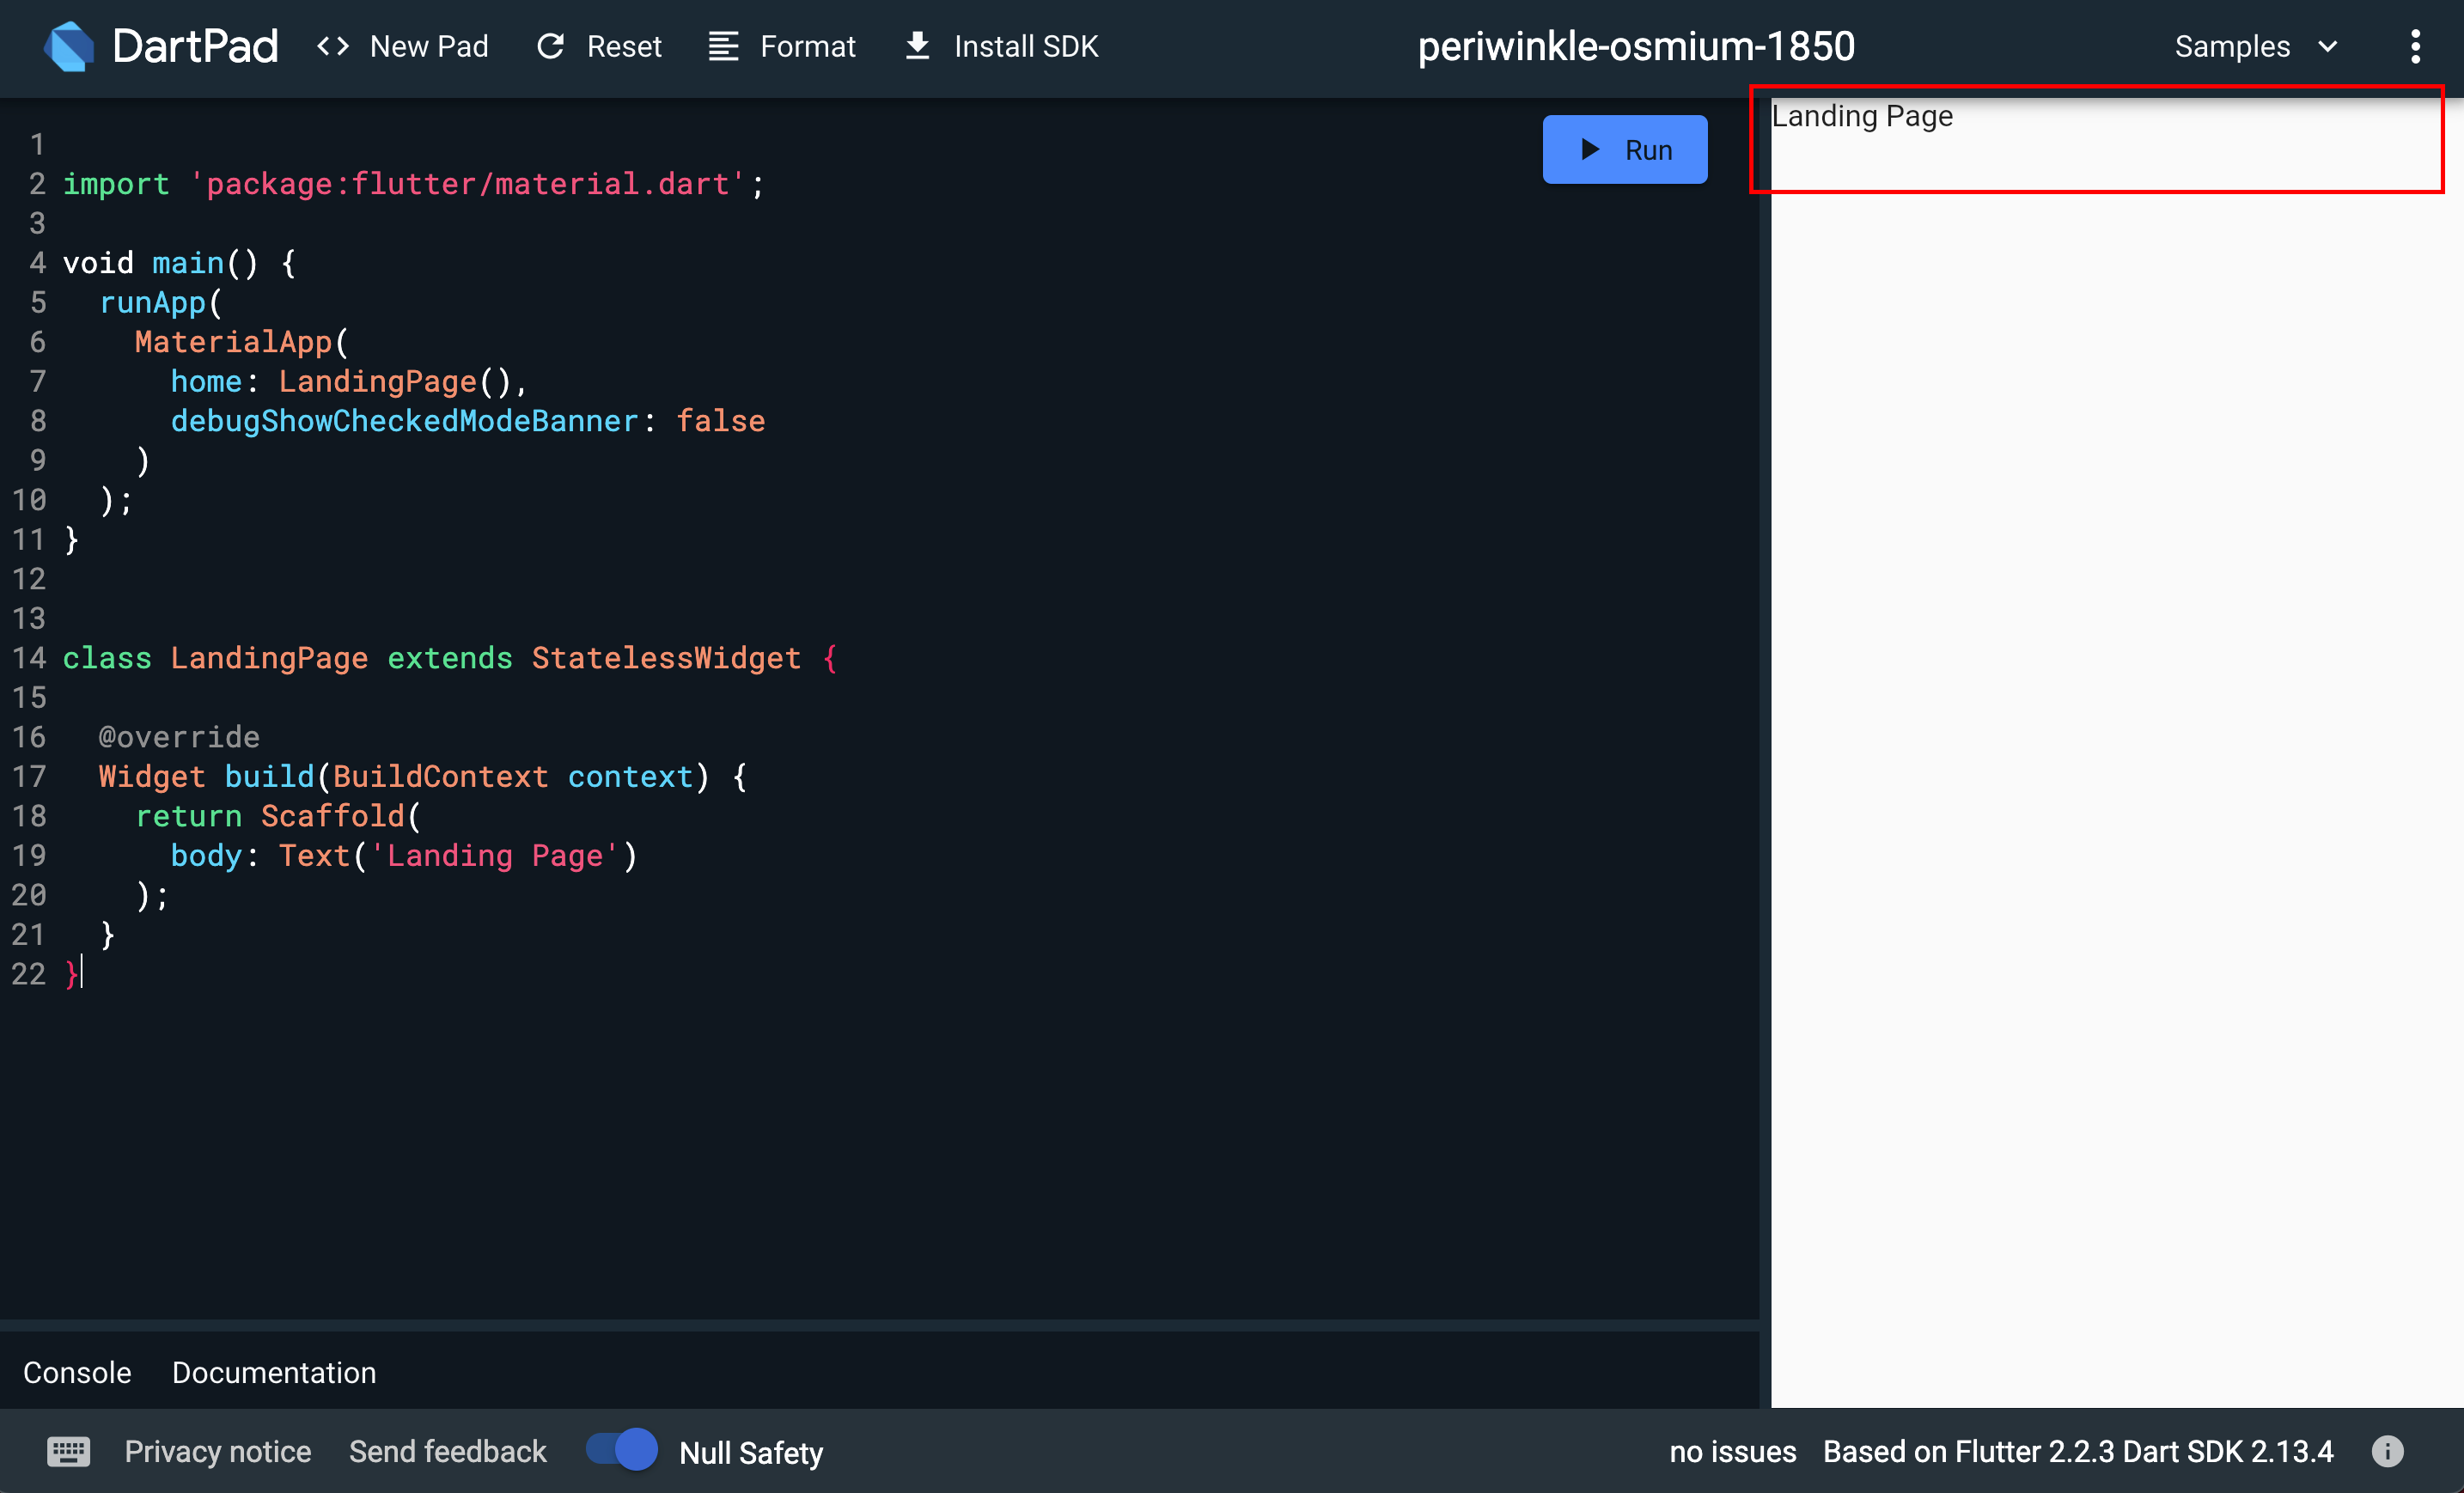 DartPad <> New Pad Reset Format Install SDK periwinkle-osmium-1850 Samples
Run
Landing Page
1
2 import 'package:flutter/material.dart';
3
4 void main() {
5   runApp(
6     MaterialApp(
7       home: LandingPage(),
8       debugShowCheckedModeBanner: false
9     )
10   );
11 }
12
13
14 class LandingPage extends StatelessWidget {
15
16   @override
17   Widget build(BuildContext context) {
18     return Scaffold(
19       body: Text('Landing Page')
20     );
21   }
22 }
Console Documentation
Privacy notice Send feedback Null Safety no issues Based on Flutter 2.2.3 Dart SDK 2.13.4